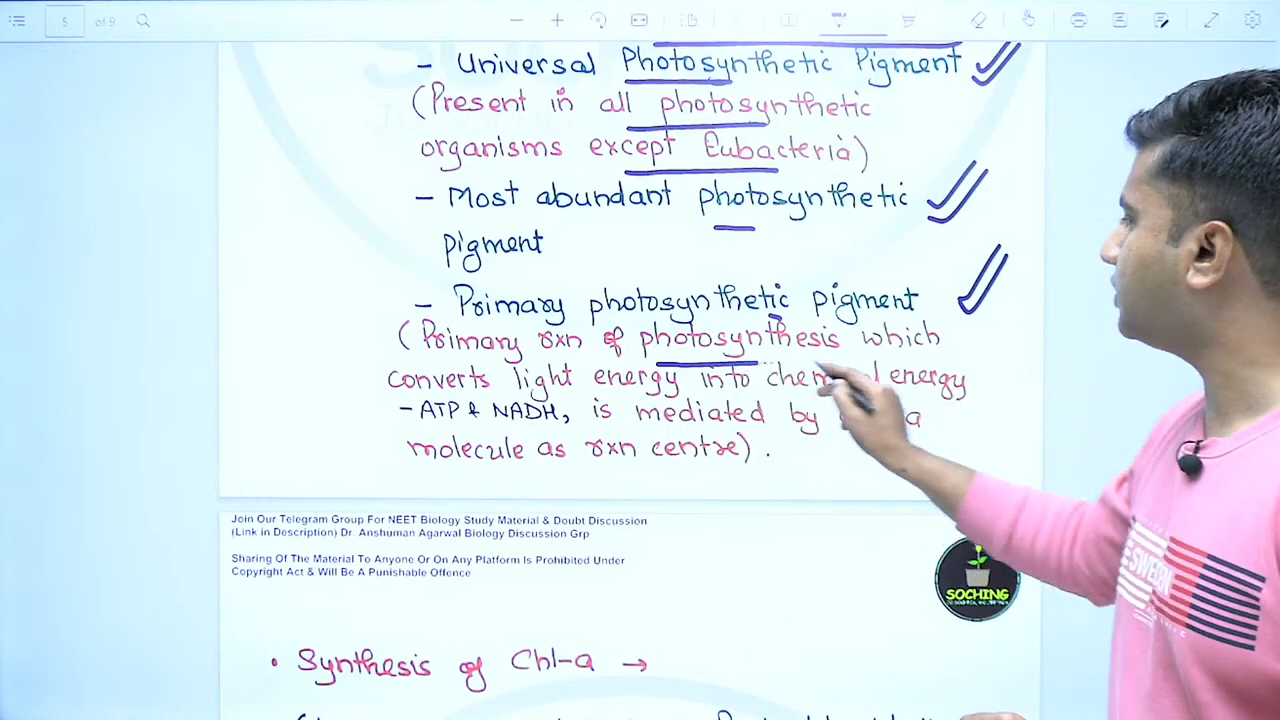 5 of 9
- Universal Photosynthetic Pigment
(Present in all photosynthetic
organisms except Eubacteria)
- Most abundant photosynthetic
pigment
- Primary photosynthetic pigment
(Primary rxn of photosynthesis which
converts light energy into energy
- ATP & NADH, is mediated by a
molecule as rxn centre).
Join Our Telegram Group For NEET Biology Study Material & Doubt Discussion
(Link in Description) Dr. Anshuman Agarwal Biology Discussion Grp
Sharing Of The Material To Anyone Or On Any Platform Is Prohibited Under
Copyright Act & Will Be A Punishable Offence
SOCHING
SWEDEN
• Synthesis of Chl-a →